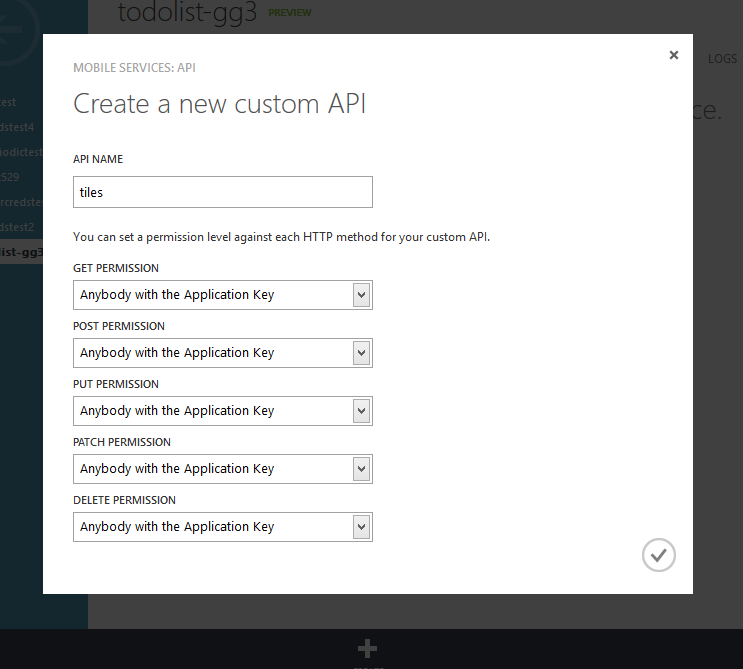 todolist-gg3 PREVIEW
LOGS
MOBILE SERVICES: API
Create a new custom API
API NAME
tiles
You can set a permission level against each HTTP method for your custom API.
GET PERMISSION
Anybody with the Application Key
POST PERMISSION
Anybody with the Application Key
PUT PERMISSION
Anybody with the Application Key
PATCH PERMISSION
Anybody with the Application Key
DELETE PERMISSION
Anybody with the Application Key
est
dstest4
iodictest
529
rcredstes
dstest2
list-gg3
ce.